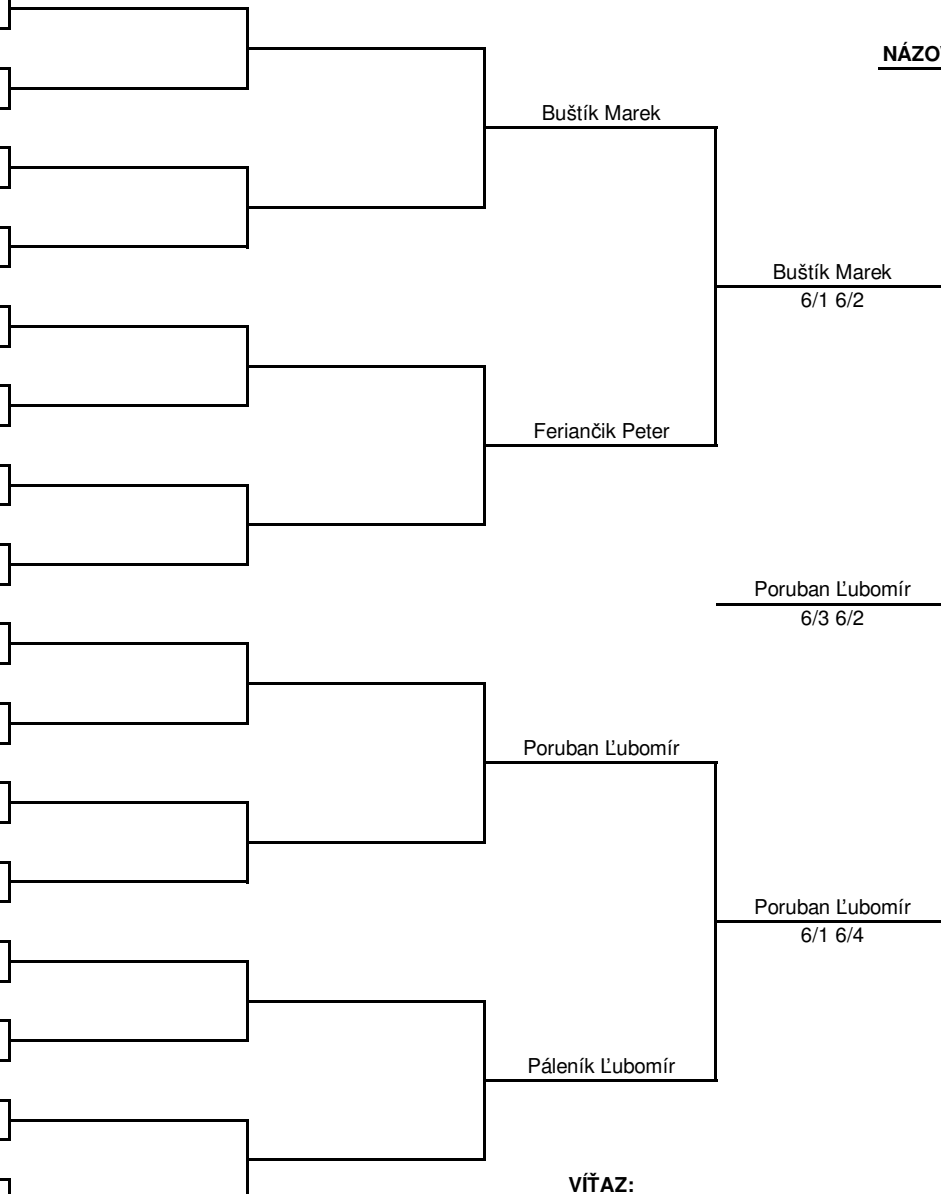 NÁZO
Buštík Marek
Buštík Marek
6/1 6/2
Feriančik Peter
Poruban Ľubomír
6/3 6/2
Poruban Ľubomír
Poruban Ľubomír
6/1 6/4
Páleník Ľubomír
VÍŤAZ: